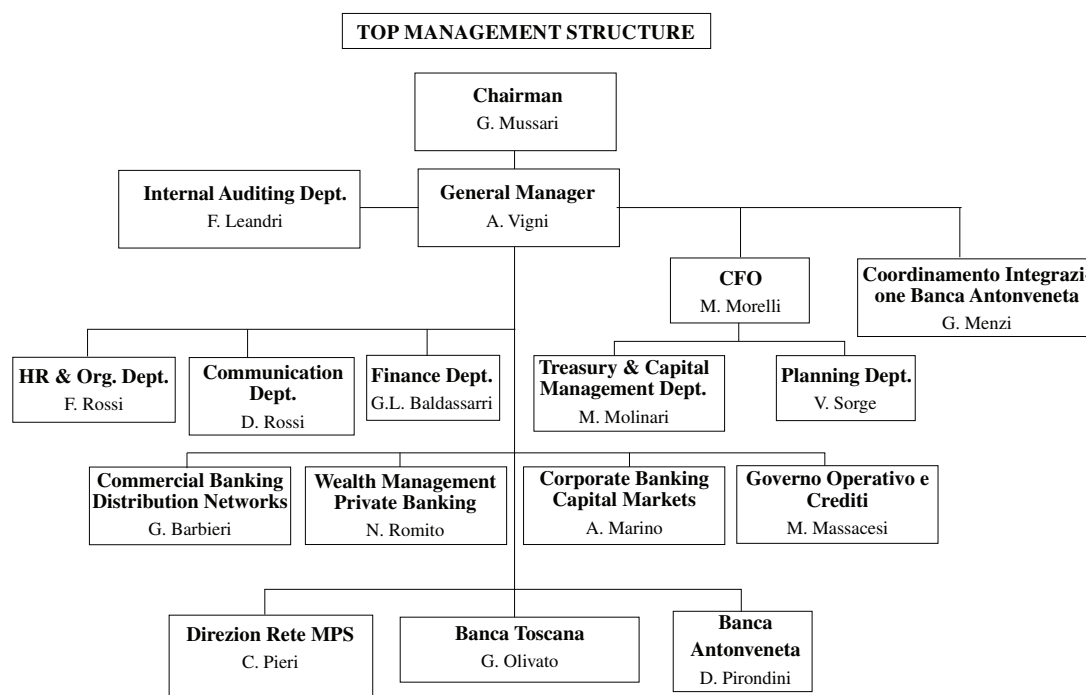 TOP MANAGEMENT STRUCTURE
Chairman
G. Mussari
Internal Auditing Dept.
F. Leandri
General Manager
A. Vigni
CFO
M. Morelli
Coordinamento Integrazi-
one Banca Antonveneta
G. Menzi
HR & Org. Dept.
F. Rossi
Communication
Dept.
D. Rossi
Finance Dept.
G.L. Baldassarri
Treasury & Capital
Management Dept.
M. Molinari
Planning Dept.
V. Sorge
Commercial Banking
Distribution Networks
G. Barbieri
Wealth Management
Private Banking
N. Romito
Corporate Banking
Capital Markets
A. Marino
Governo Operativo e
Crediti
M. Massacesi
Direzion Rete MPS
C. Pieri
Banca Toscana
G. Olivato
Banca
Antonveneta
D. Pirondini